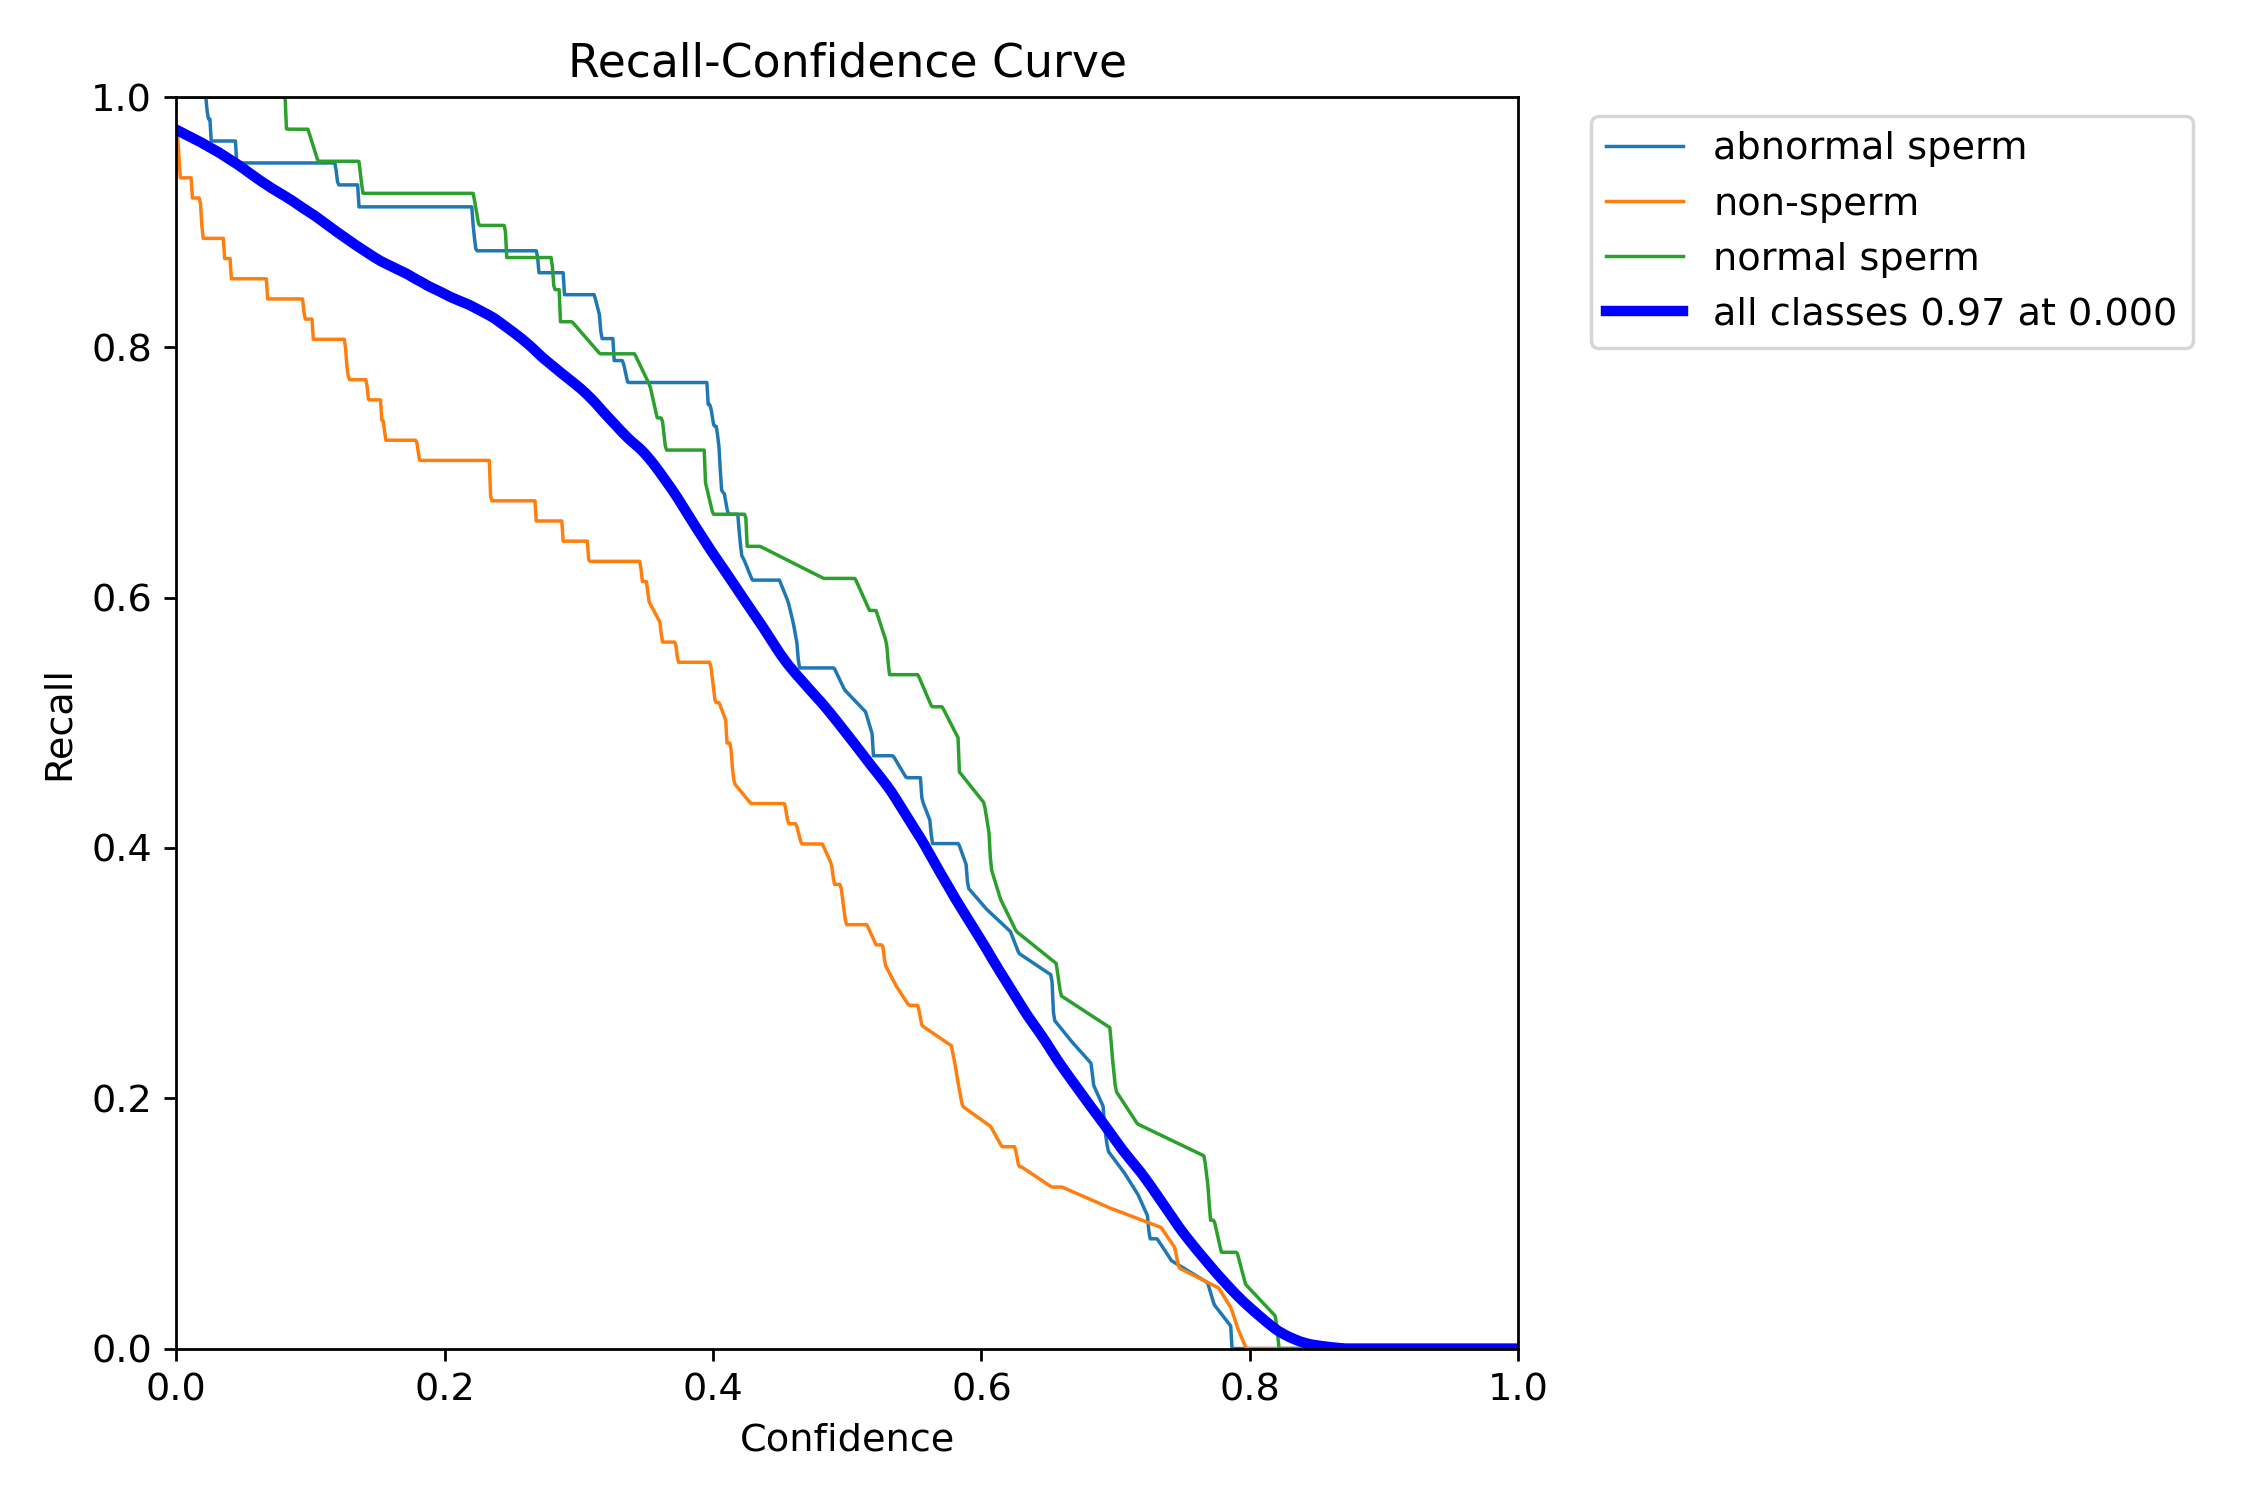 Recall-Confidence Curve
1.0
0.8
0.6
0.4
0.2
0.0
Recall
0.0 0.2 0.4 0.6 0.8 1.0
Confidence
abnormal sperm
non-sperm
normal sperm
all classes 0.97 at 0.000